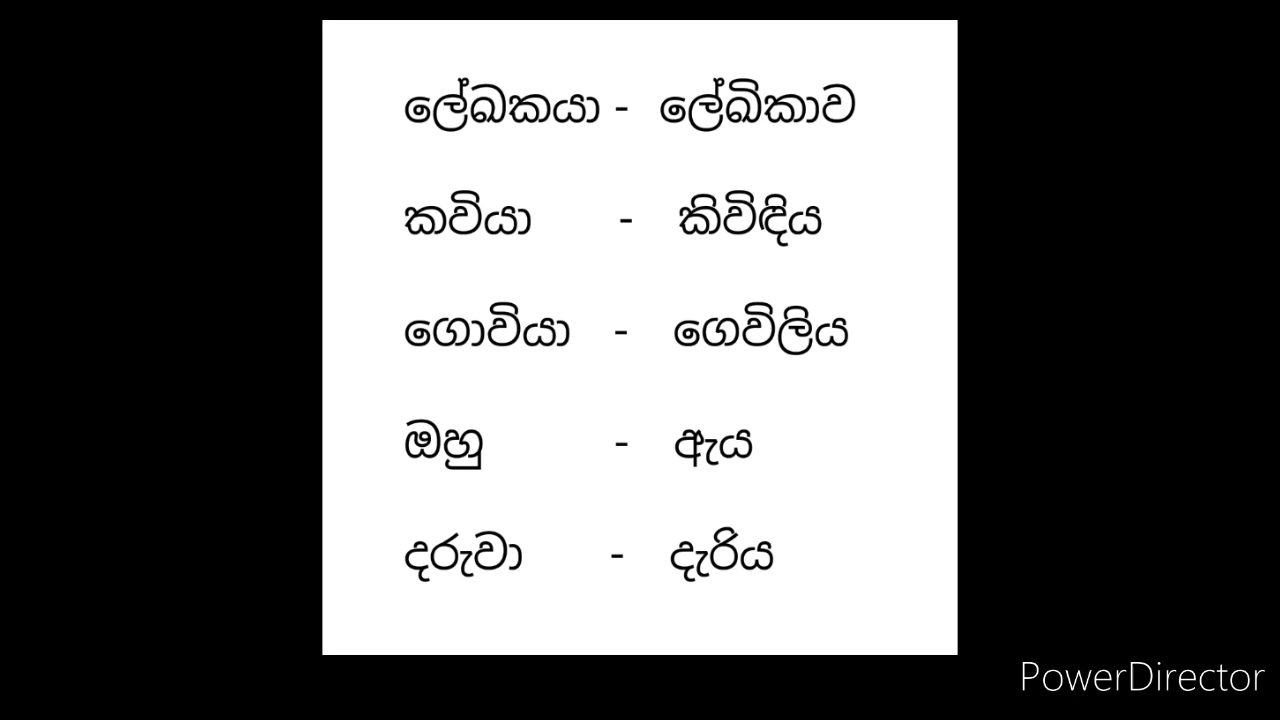 ලේඛකයා - ලේඛිකාව
කවියා - කිවිඳිය
ගොවියා - ගෙවිලිය
ඔහු - ඇය
දරුවා - දැරිය
PowerDirector